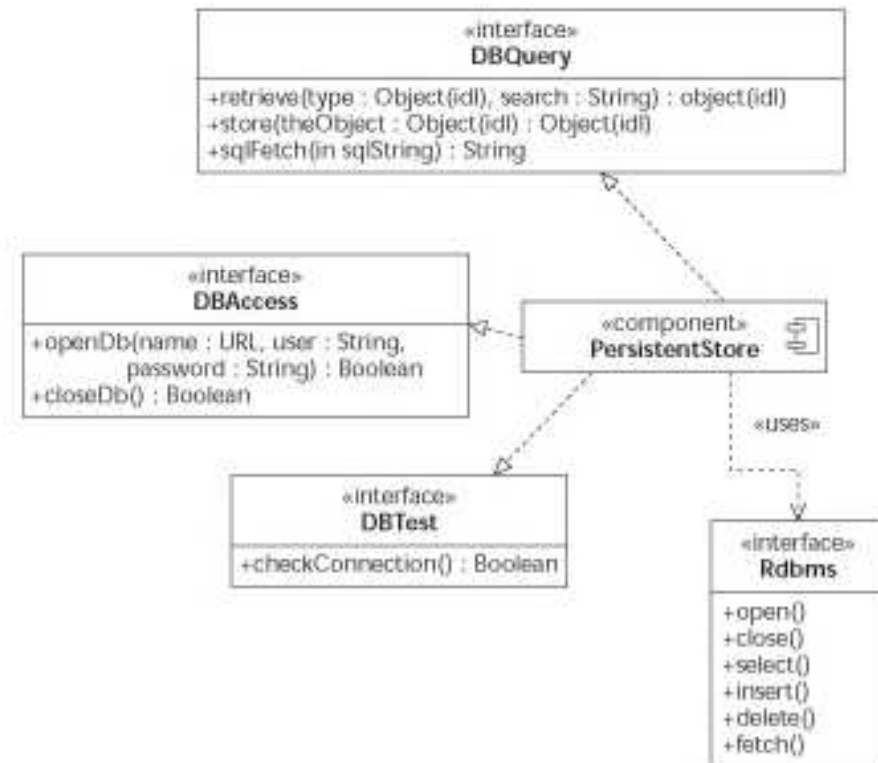 «interface»
DBQuery
+retrieve(type : Object(idl), search : String) : object(idl)
+store(theObject : Object(idl) : Object(idl)
+sqlFetch(in sqlString) : String
«interface»
DBAccess
+openDb(name : URL, user : String,
password : String) : Boolean
+closeDb() : Boolean
«component»
PersistentStore
«uses»
«interface»
DBTest
+checkConnection() : Boolean
«interface»
Rdbms
+open()
+close()
+select()
+insert()
+delete()
+fetch()